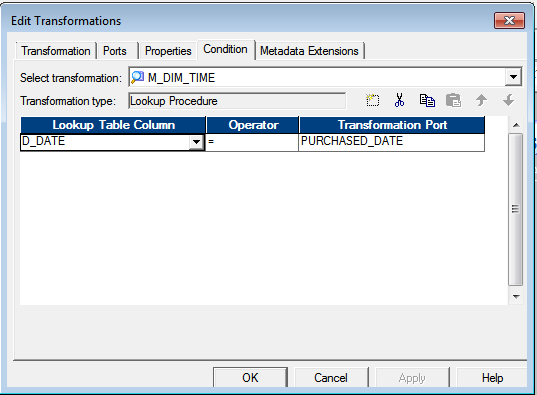 Edit Transformations
Transformation Ports Properties Condition Metadata Extensions
Select transformation: M_DIM_TIME
Transformation type: Lookup Procedure
Lookup Table Column Operator Transformation Port
D_DATE = PURCHASED_DATE
OK Cancel Apply Help